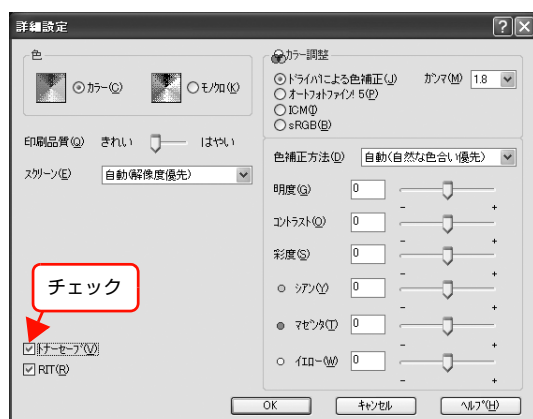 詳細設定
色
カラー(C)
モノクロ(K)
印刷品質(Q)
きれい
はやい
スクリーン(E)
自動(解像度優先)
チェック
トナーセーブ(V)
RIT(R)
カラー調整
ドライバによる色補正(J)
ガンマ(M)
1.8
オートフォトファイン! 5(P)
ICM(I)
sRGB(B)
色補正方法(D)
自動(自然な色合い優先)
明度(G)
0
- +
コントラスト(O)
0
- +
彩度(S)
0
- +
シアン(Y)
0
- +
マゼンタ(T)
0
- +
イエロー(W)
0
- +
OK
キャンセル
ヘルプ(H)